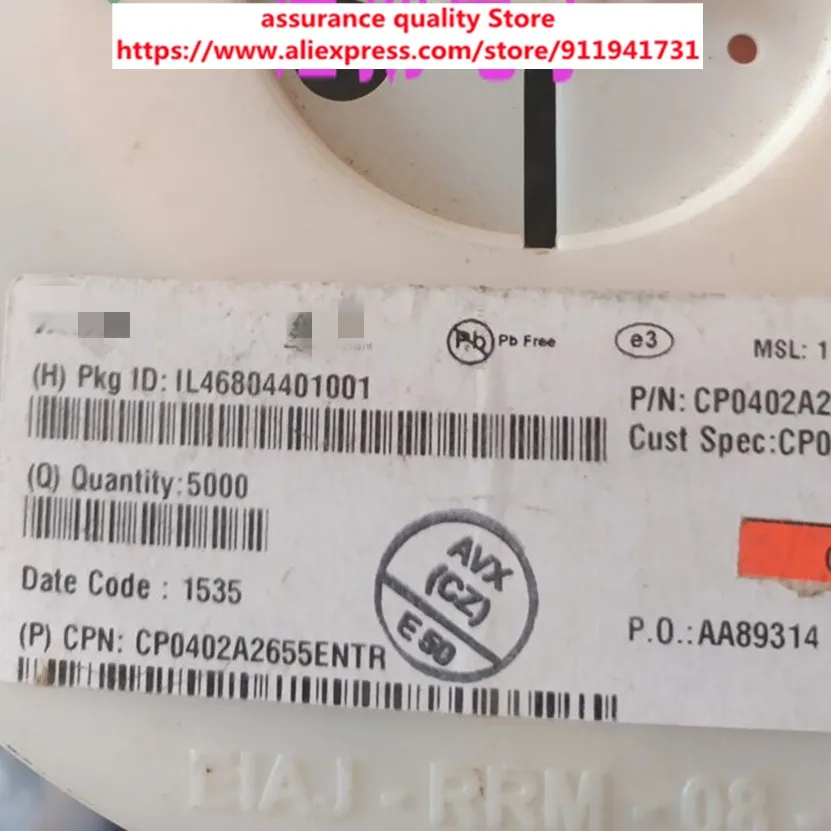 assurance quality Store
https://www.aliexpress.com/store/911941731
Pb
Pb Free
e3
MSL: 1
(H) Pkg ID: IL46804401001
P/N: CP0402A2
Cust Spec:CP0
(Q) Quantity:5000
Date Code : 1535
AVX
(CZ)
E 50
(P) CPN: CP0402A2655ENTR
P.O.:AA89314
EIAJ - RRM - 08 -